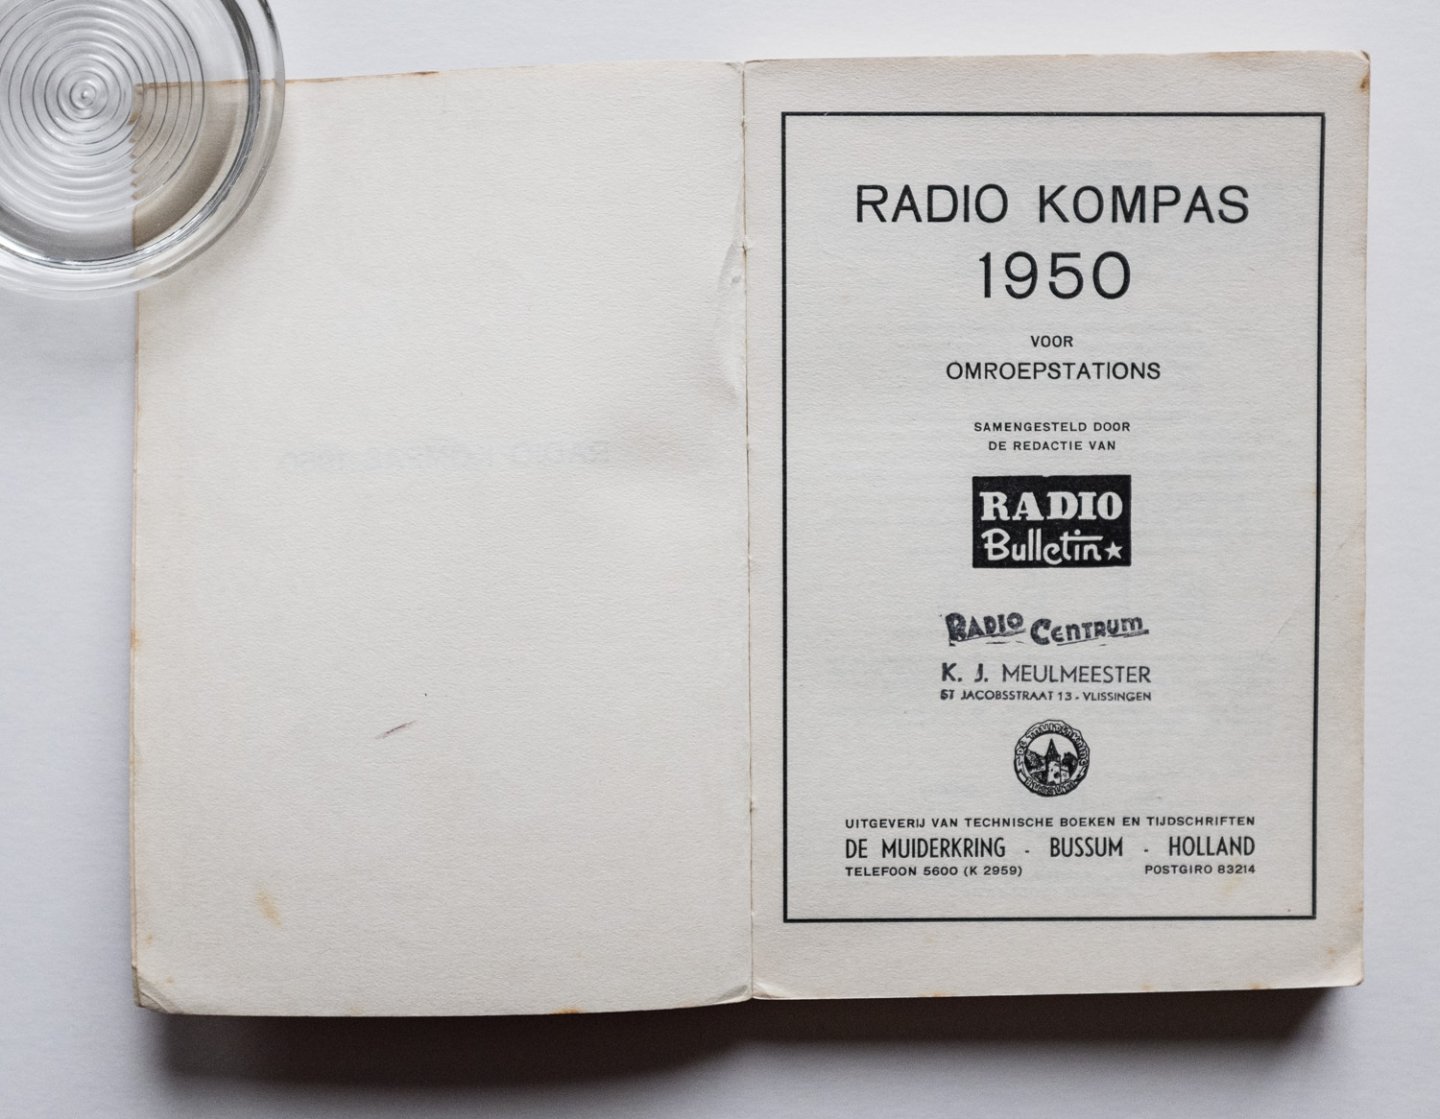 RADIO KOMPAS
1950
VOOR
OMROEPSTATIONS
SAMENGESTELD DOOR
DE REDACTIE VAN
RADIO
Bulletin
RADIO CENTRUM
K. J. MEULMEESTER
ST JACOBSSTRAAT 13 - VLISSINGEN
UITGEVERIJ VAN TECHNISCHE BOEKEN EN TIJDSCHRIFTEN
DE MUIDERKRING - BUSSUM - HOLLAND
TELEFOON 5600 (K 2959) POSTGIRO 83214